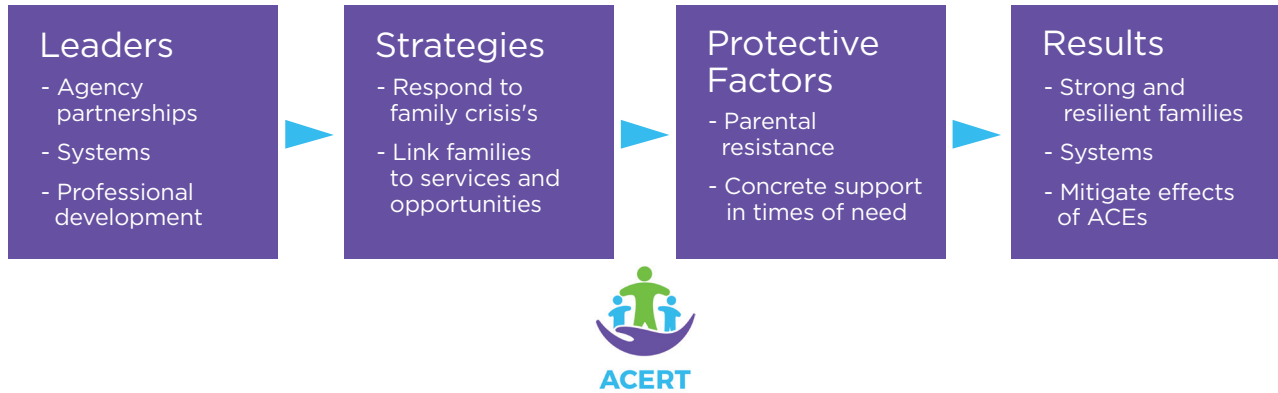 Leaders
- Agency
partnerships
- Systems
- Professional
development
Strategies
- Respond to
family crisis's
- Link families
to services and
opportunities
Protective
Factors
- Parental
resistance
- Concrete support
in times of need
Results
- Strong and
resilient families
- Systems
- Mitigate effects
of ACEs
ACERT